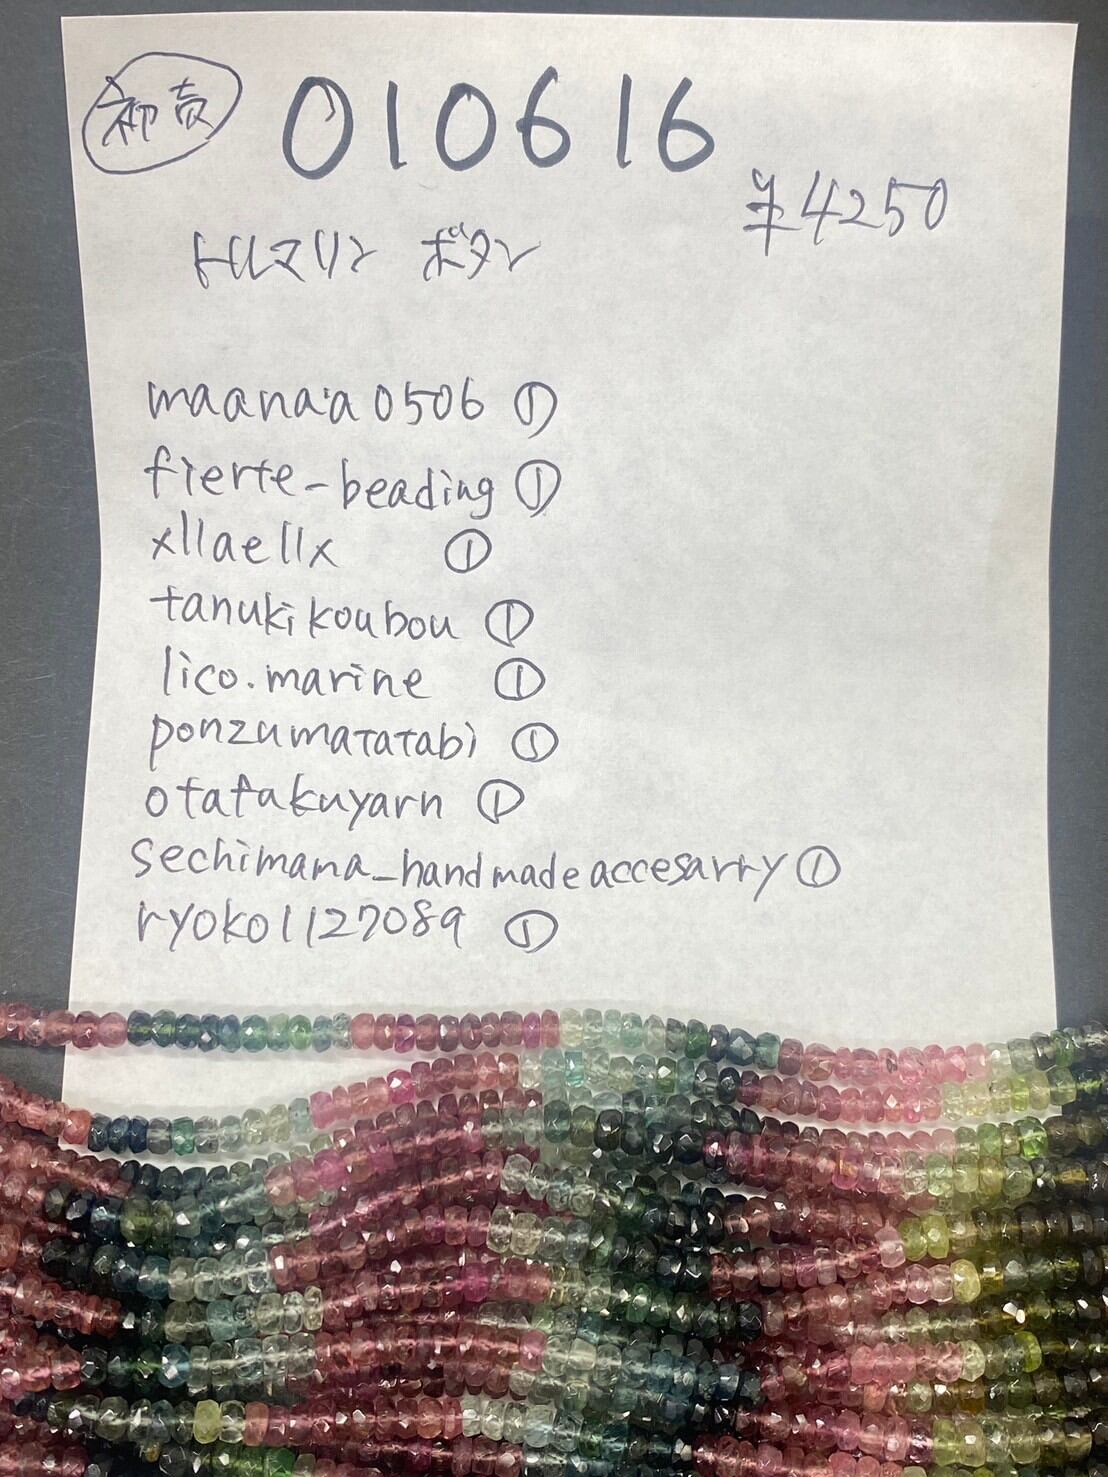 初売 010616
¥4250
トルマリン ボタン
maana'a0506 ①
fierte-beading ①
xllaellx ①
tanukikoubou ①
lico.marine ①
ponzumatatabi ①
otafakuyarn ①
sechimama_handmadeaccesarry ①
ryoko1127089 ①